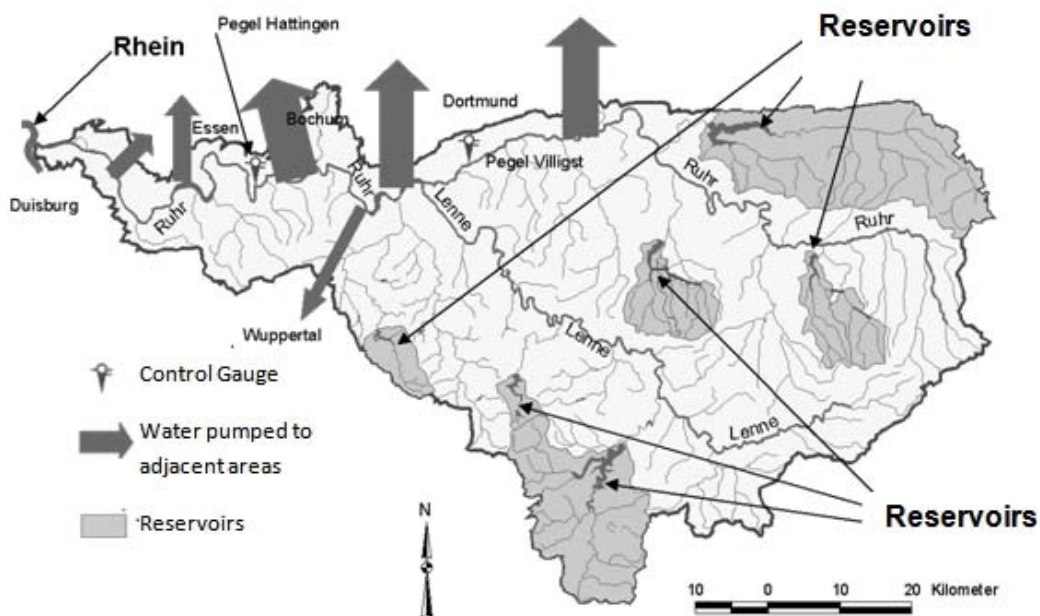 Pegel Hattingen
Reservoirs
Rhein
Dortmund
Essen
Bochum
Pegel Villigst
Ruhr
Ruhr
Lenne
Duisburg
Ruhr
Ruhr
Wuppertal
Lenne
Control Gauge
Water pumped to
adjacent areas
Lenne
Reservoirs
Reservoirs
N
10 0 10 20 Kilometer